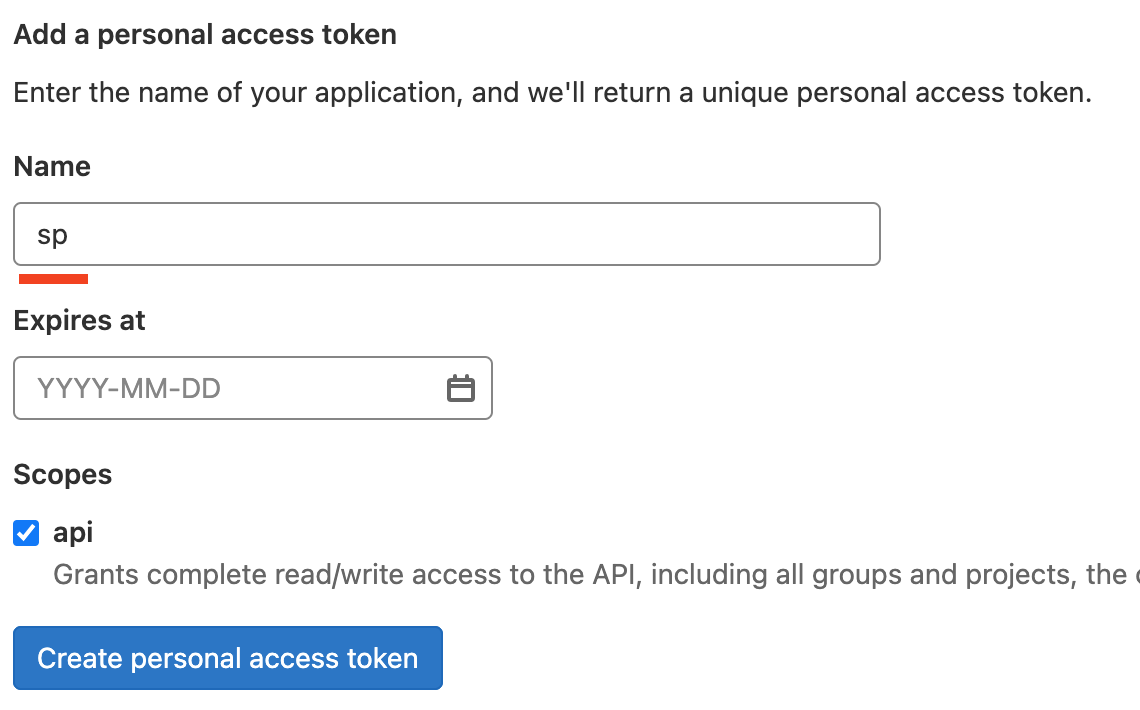 Add a personal access token
Enter the name of your application, and we'll return a unique personal access token.
Name
sp
Expires at
YYYY-MM-DD
Scopes
api
Grants complete read/write access to the API, including all groups and projects, the
Create personal access token